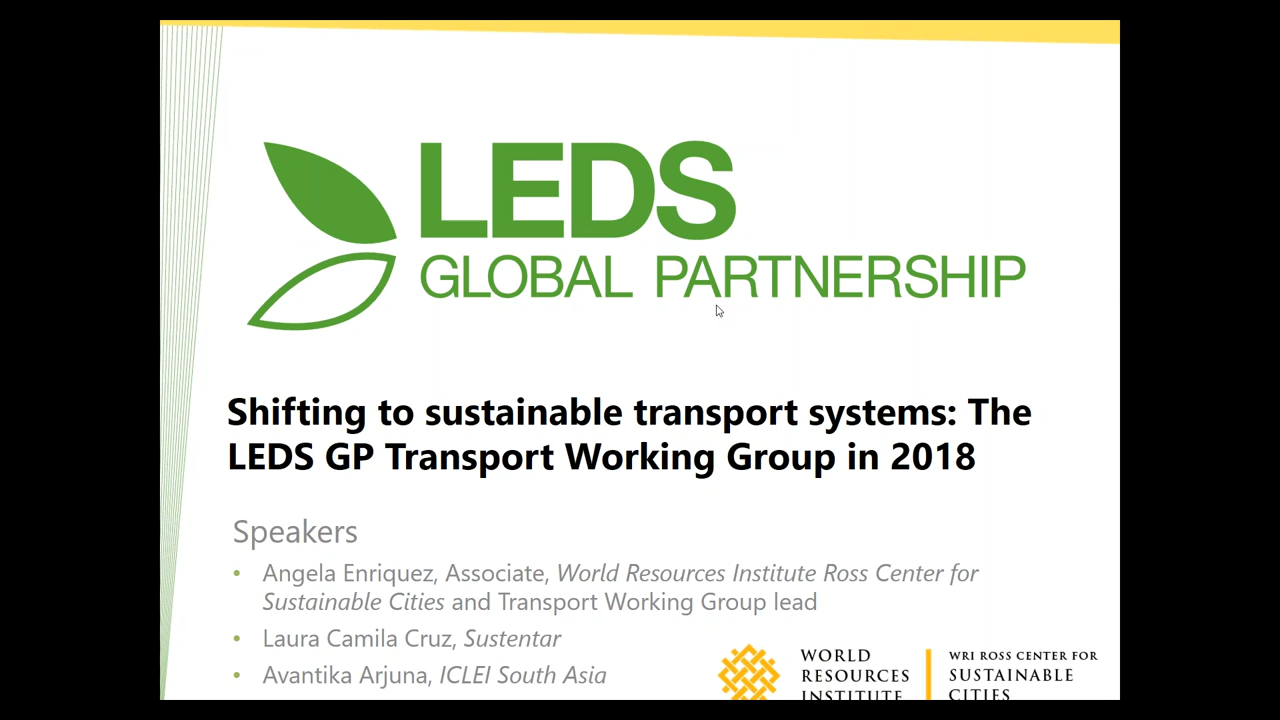 LEDS
GLOBAL PARTNERSHIP
Shifting to sustainable transport systems: The
LEDS GP Transport Working Group in 2018
Speakers
• Angela Enriquez, Associate, World Resources Institute Ross Center for
Sustainable Cities and Transport Working Group lead
• Laura Camila Cruz, Sustentar
• Avantika Arjuna, ICLEI South Asia
WORLD
RESOURCES
INSTITUTE
WRI ROSS CENTER FOR
SUSTAINABLE
CITIES